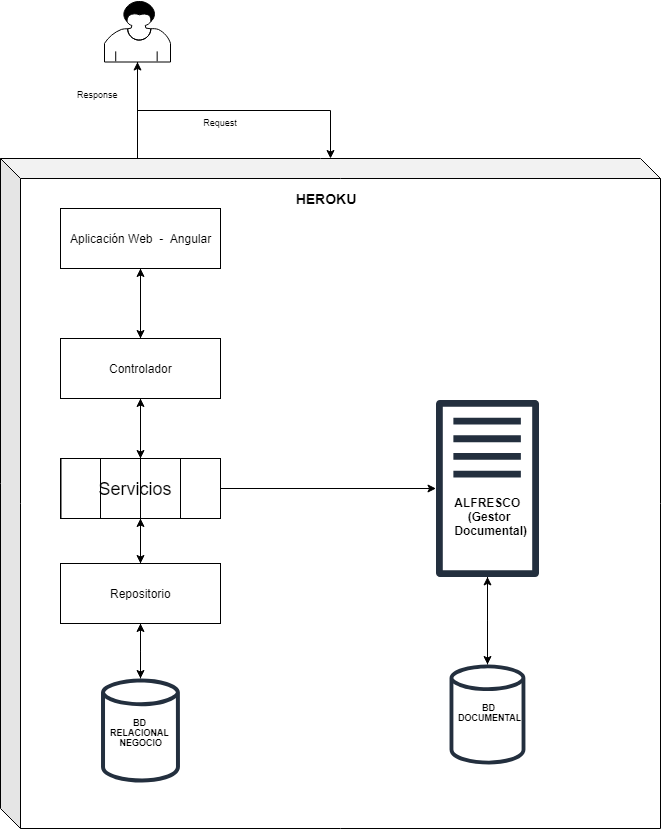 Response
Request
HEROKU
Aplicación Web - Angular
Controlador
Servicios
ALFRESCO
(Gestor
Documental)
Repositorio
BD
RELACIONAL
NEGOCIO
BD
DOCUMENTAL